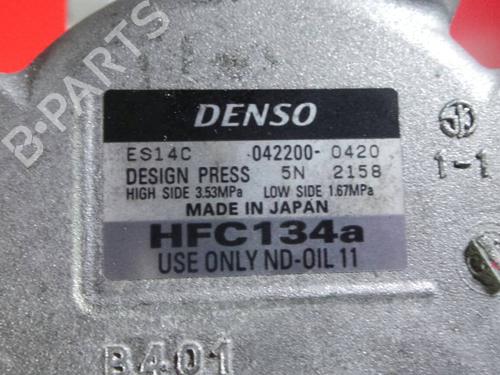 B-PARTS
DENSO
ES14C 042200-0420
DESIGN PRESS 5N 2158
HIGH SIDE 3.53MPa LOW SIDE 1.67MPa
MADE IN JAPAN
HFC134a
USE ONLY ND-OIL 11
1-1
B401